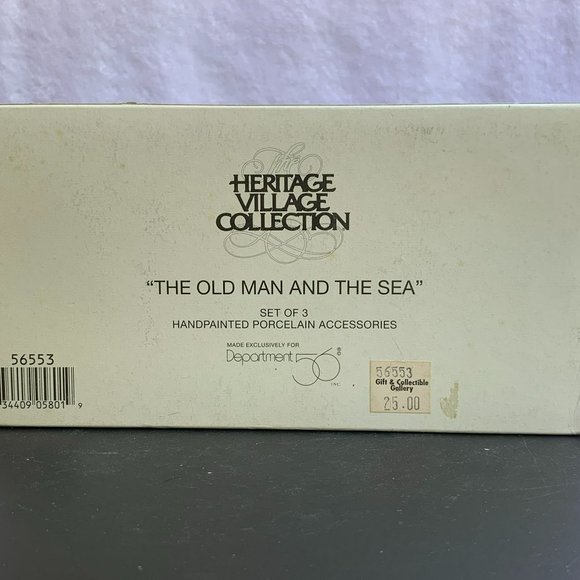 The
HERITAGE
VILLAGE
COLLECTION
“THE OLD MAN AND THE SEA”
SET OF 3
HANDPAINTED PORCELAIN ACCESSORIES
MADE EXCLUSIVELY FOR
Department 56®
INC.
56553
34409 05801 9
56553
Gift & Collectible
Gallery
25.00